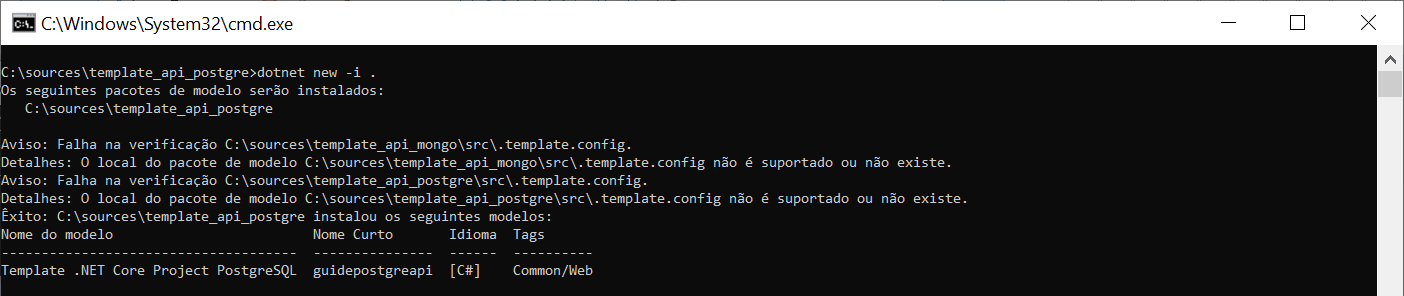 C:\Windows\System32\cmd.exe
C:\sources\template_api_postgre>dotnet new -i .
Os seguintes pacotes de modelo serão instalados:
   C:\sources\template_api_postgre
Aviso: Falha na verificação C:\sources\template_api_mongo\src\.template.config.
Detalhes: O local do pacote de modelo C:\sources\template_api_mongo\src\.template.config não é suportado ou não existe.
Aviso: Falha na verificação C:\sources\template_api_postgre\src\.template.config.
Detalhes: O local do pacote de modelo C:\sources\template_api_postgre\src\.template.config não é suportado ou não existe.
Êxito: C:\sources\template_api_postgre instalou os seguintes modelos:
Nome do modelo                         Nome Curto       Idioma  Tags
-------------------------------------  ---------------  ------  ----------
Template .NET Core Project PostgreSQL  guidepostgreapi  [C#]    Common/Web